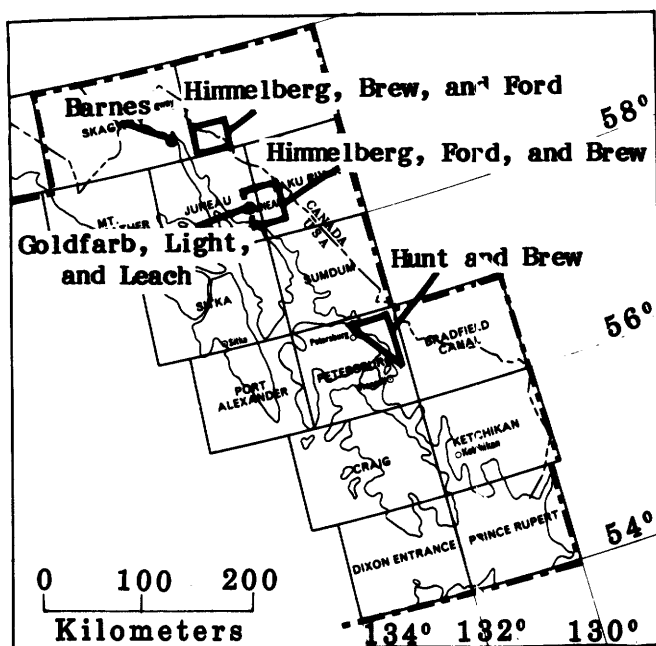 Himmelberg, Brew, and Ford
Barnes
58°
Himmelberg, Ford, and Brew
JUNEAU
CANADA
USA
Goldfarb, Light,
and Leach
Hunt and Brew
SUMDUM
SITKA
Sitka
56°
BRADFIELD
CANAL
Petersburg
PORT
ALEXANDER
KETCHIKAN
Ketchikan
CRAIG
54°
PRINCE RUPERT
DIXON ENTRANCE
0 100 200
Kilometers
134° 132° 130°